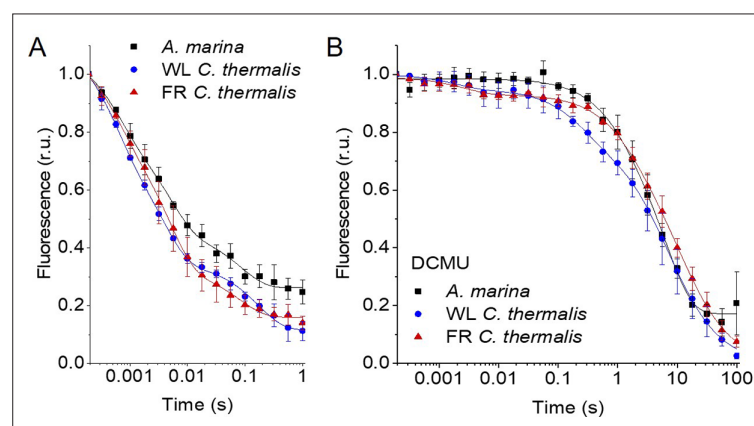 A
A. marina
WL C. thermalis
FR C. thermalis
1.0
0.8
0.6
0.4
0.2
0.0
Fluorescence (r.u.)
0.001 0.01 0.1 1
Time (s)
B
1.0
0.8
0.6
0.4
0.2
0.0
Fluorescence (r.u.)
DCMU
A. marina
WL C. thermalis
FR C. thermalis
0.001 0.01 0.1 1 10 100
Time (s)